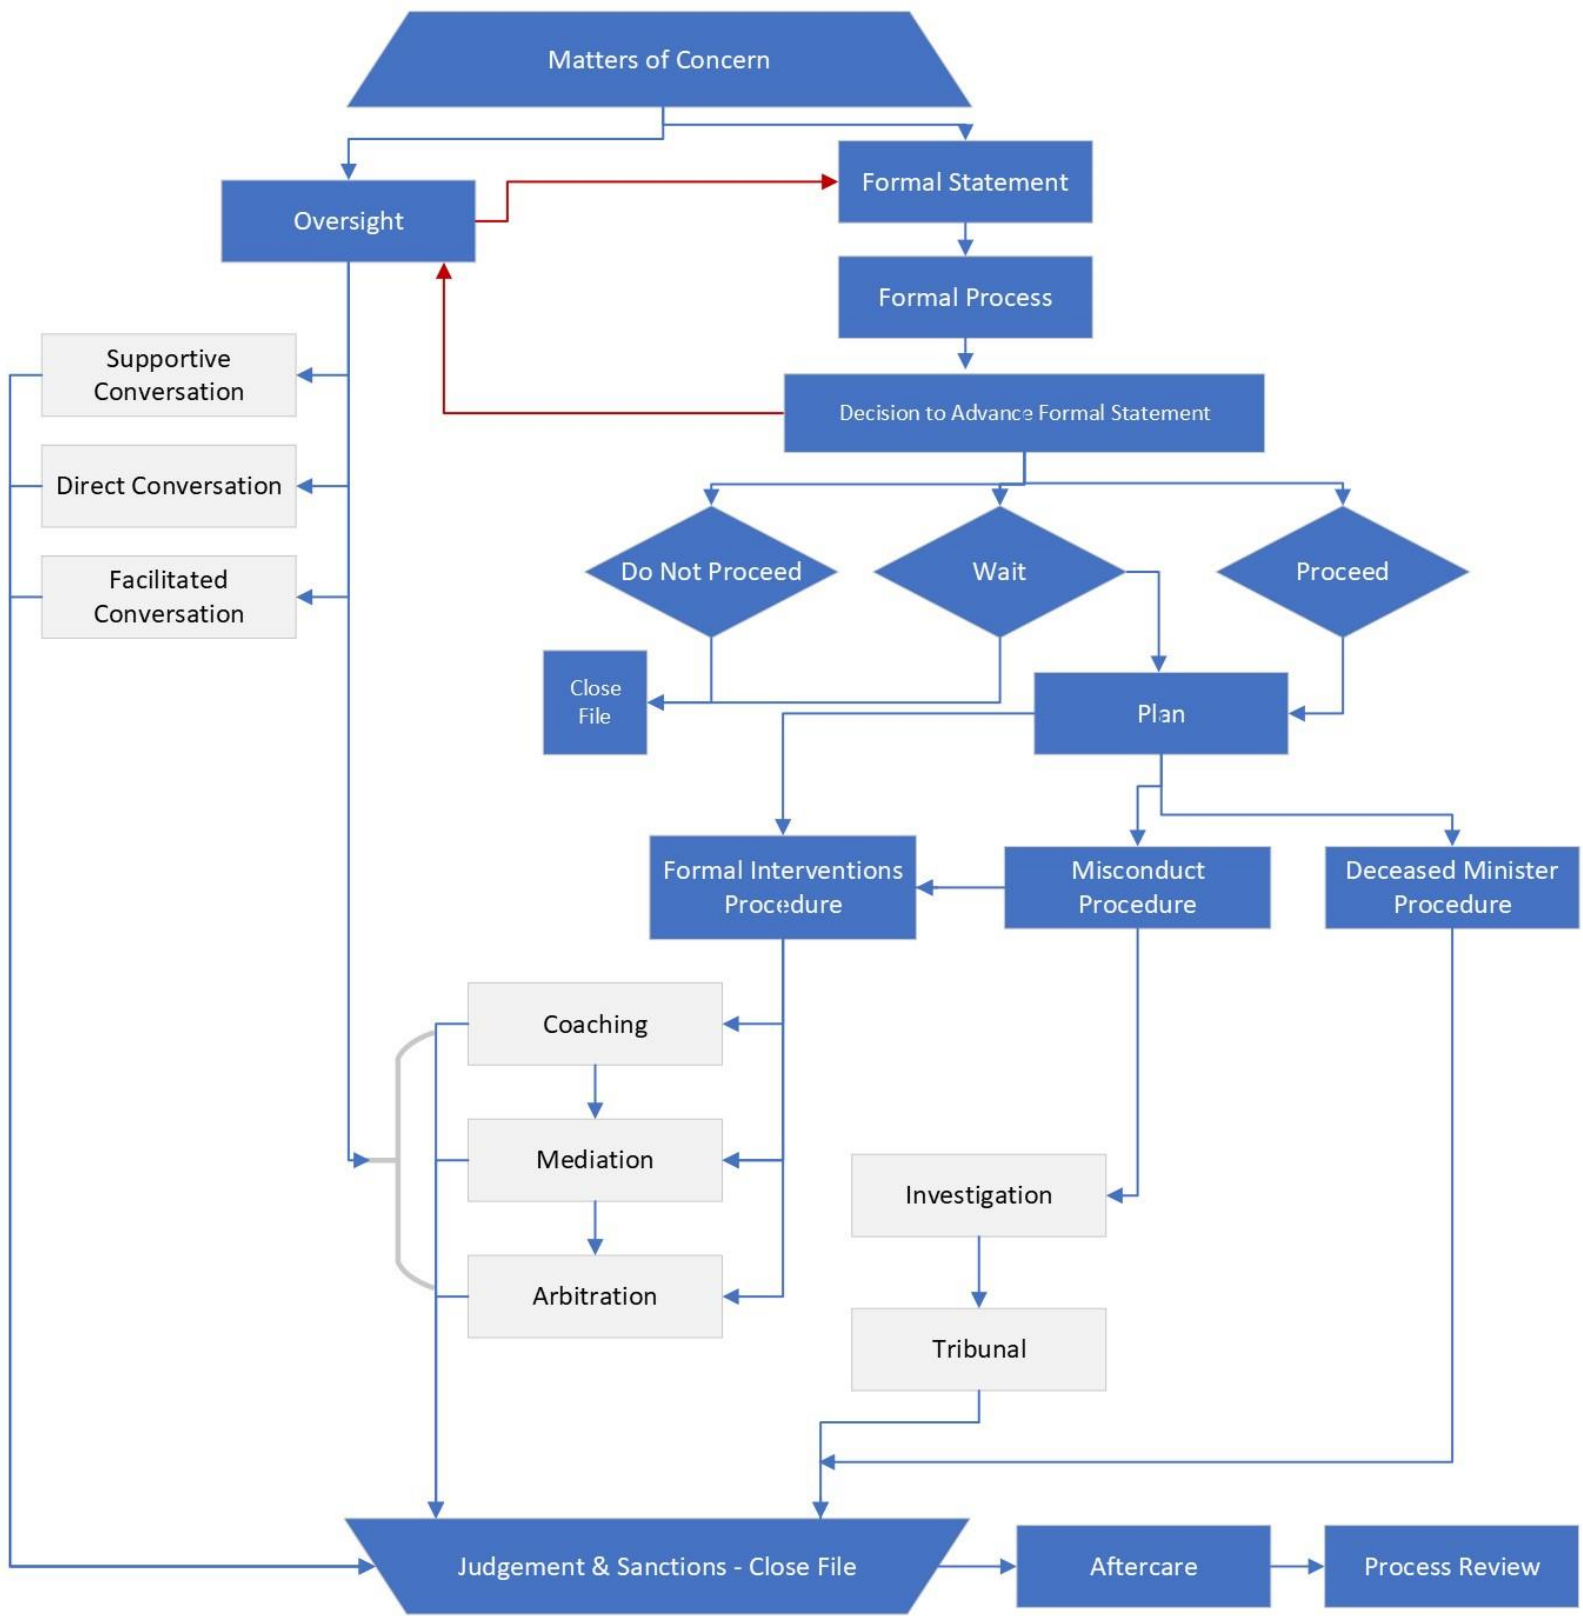 Matters of Concern
Formal Statement
Oversight
Formal Process
Supportive
Conversation
Decision to Advance Formal Statement
Direct Conversation
Facilitated
Conversation
Do Not Proceed
Wait
Proceed
Close
File
Plan
Formal Interventions
Procedure
Misconduct
Procedure
Deceased Minister
Procedure
Coaching
Mediation
Investigation
Arbitration
Tribunal
Judgement & Sanctions - Close File
Aftercare
Process Review